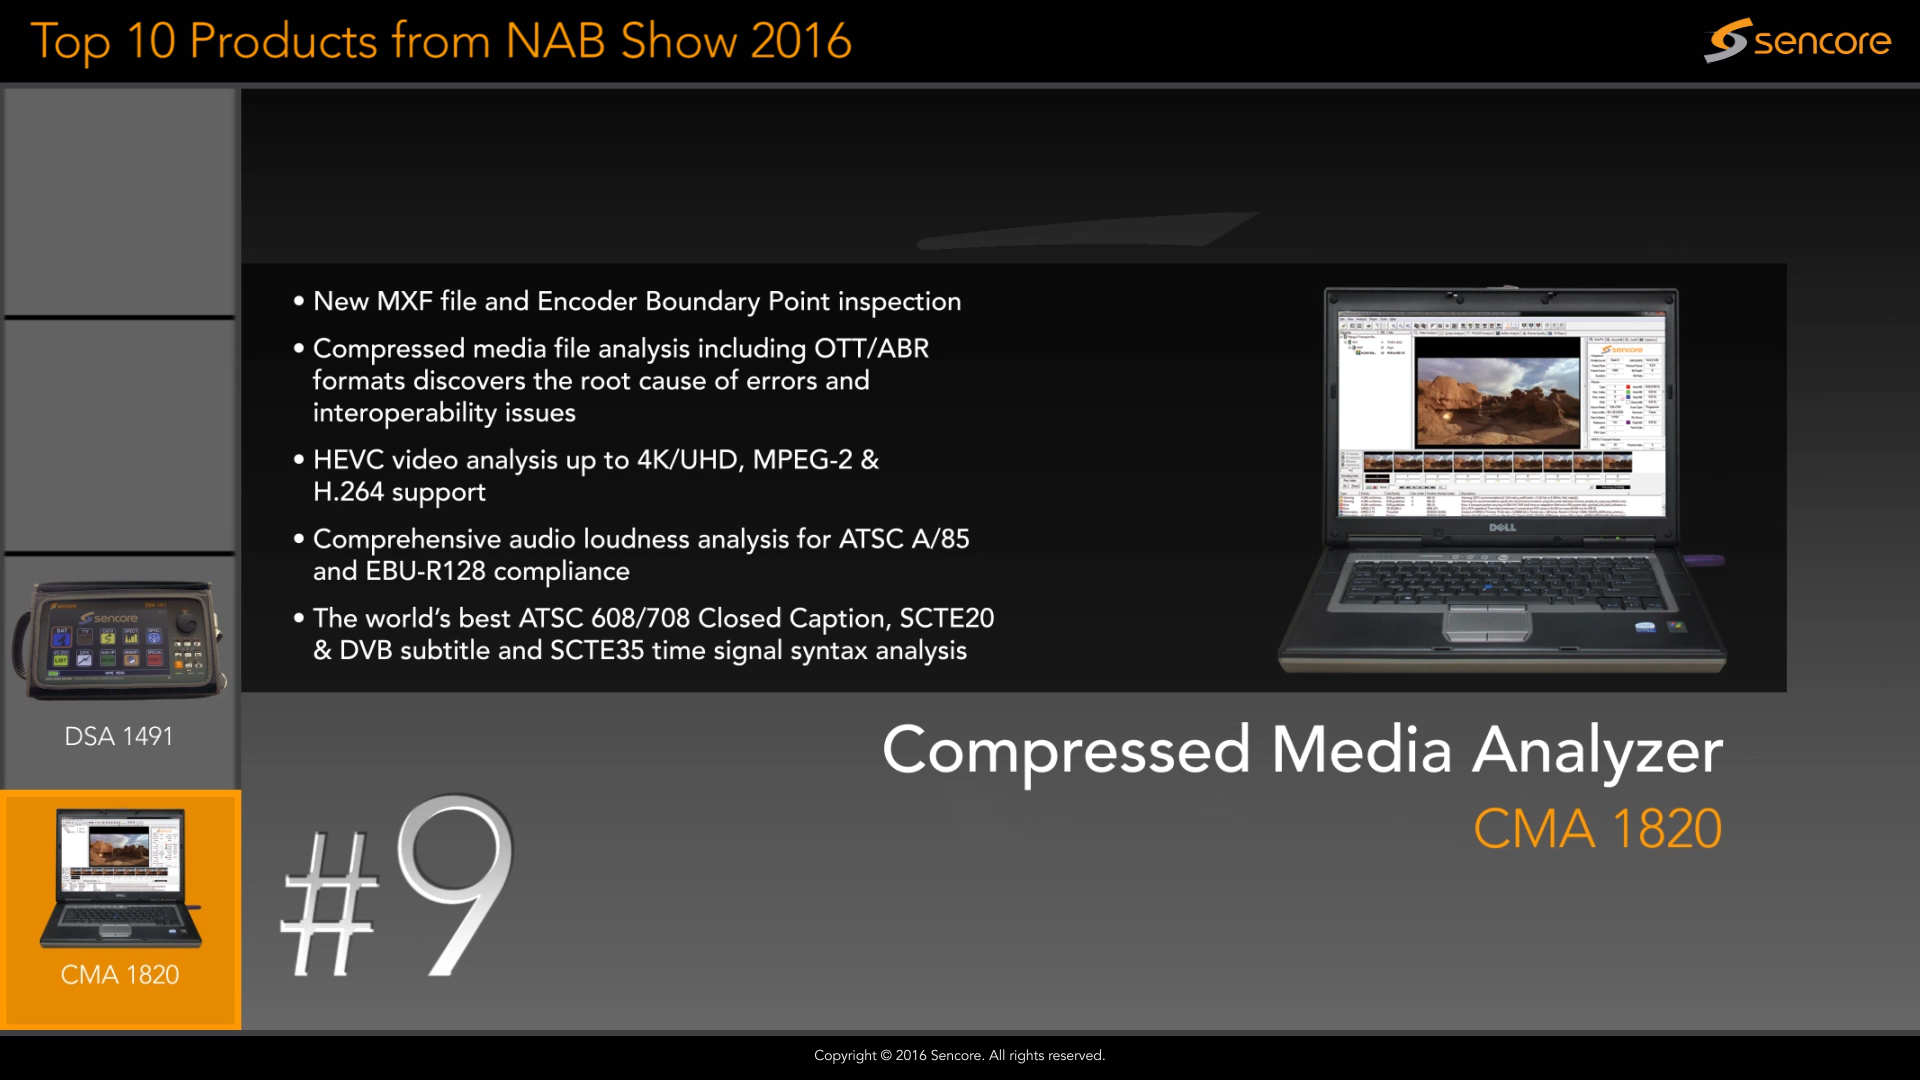 Top 10 Products from NAB Show 2016
sencore
• New MXF file and Encoder Boundary Point inspection
• Compressed media file analysis including OTT/ABR
formats discovers the root cause of errors and
interoperability issues
• HEVC video analysis up to 4K/UHD, MPEG-2 &
H.264 support
• Comprehensive audio loudness analysis for ATSC A/85
and EBU-R128 compliance
• The world’s best ATSC 608/708 Closed Caption, SCTE20
& DVB subtitle and SCTE35 time signal syntax analysis
sencore
DELL
sencore
DSA 1491
Compressed Media Analyzer
CMA 1820
#9
CMA 1820
Copyright © 2016 Sencore. All rights reserved.